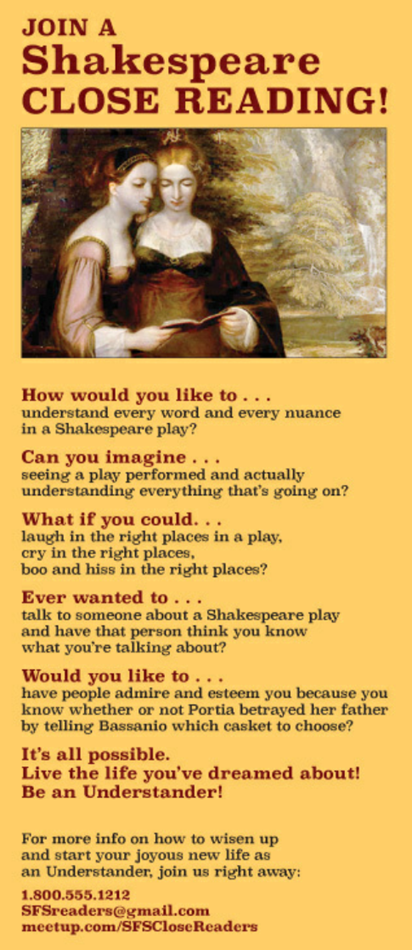 JOIN A
Shakespeare
CLOSE READING!
How would you like to . . .
understand every word and every nuance
in a Shakespeare play?
Can you imagine . . .
seeing a play performed and actually
understanding everything that's going on?
What if you could. . .
laugh in the right places in a play,
cry in the right places,
boo and hiss in the right places?
Ever wanted to . . .
talk to someone about a Shakespeare play
and have that person think you know
what you're talking about?
Would you like to . . .
have people admire and esteem you because you
know whether or not Portia betrayed her father
by telling Bassanio which casket to choose?
It's all possible.
Live the life you've dreamed about!
Be an Understander!
For more info on how to wisen up
and start your joyous new life as
an Understander, join us right away:
1.800.555.1212
SFSreaders@gmail.com
meetup.com/SFSCloseReaders